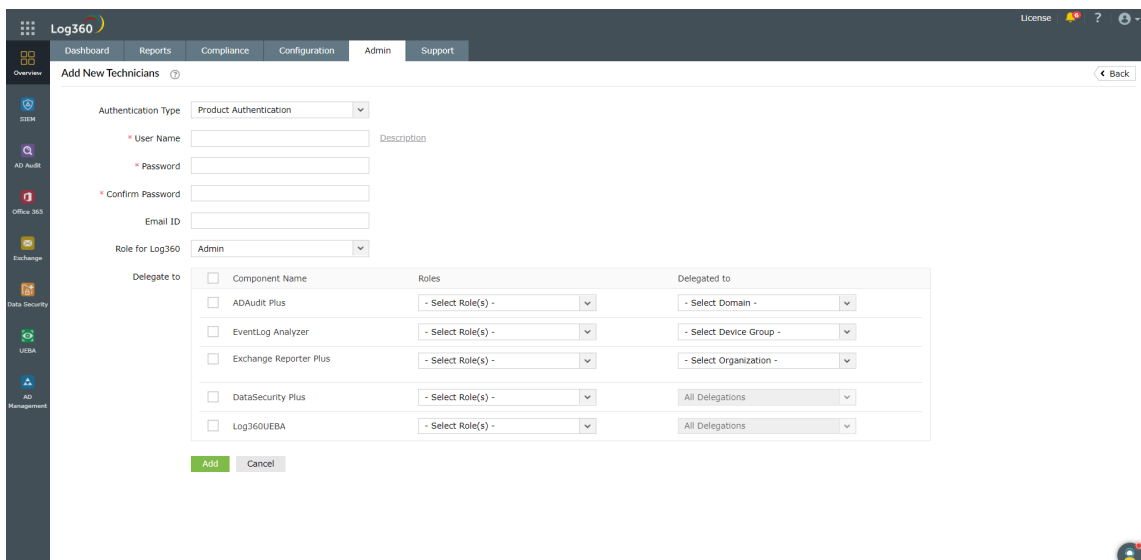 License 6 ?
Log360
Dashboard Reports Compliance Configuration Admin Support
Overview
SIEM
AD Audit
Office 365
Exchange
Data Security
UEBA
AD
Management
Add New Technicians ? Back
Authentication Type Product Authentication
* User Name Description
* Password
* Confirm Password
Email ID
Role for Log360 Admin
Delegate to Component Name Roles Delegated to
ADAudit Plus - Select Role(s) - - Select Domain -
EventLog Analyzer - Select Role(s) - - Select Device Group -
Exchange Reporter Plus - Select Role(s) - - Select Organization -
DataSecurity Plus - Select Role(s) - All Delegations
Log360UEBA - Select Role(s) - All Delegations
Add Cancel